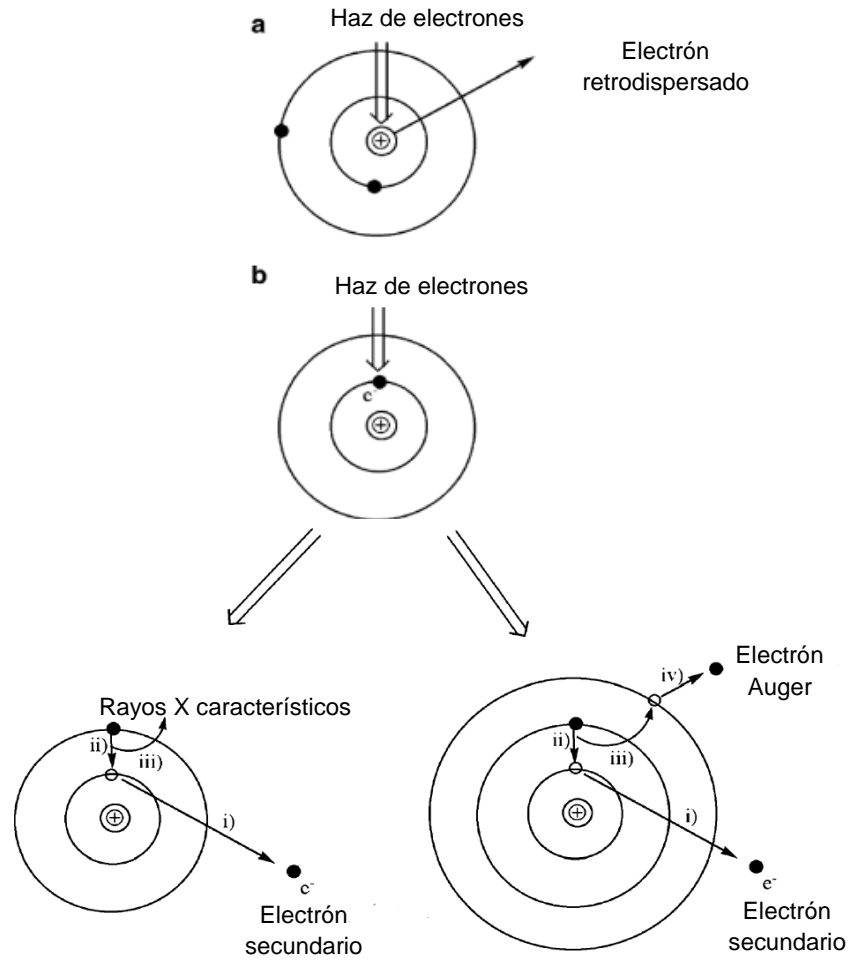 a
Haz de electrones
Electrón
retrodispersado
+
b
Haz de electrones
e-
+
Rayos X característicos
ii)
iii)
+
i)
e-
Electrón
secundario
iv)
Electrón
Auger
ii)
iii)
+
i)
e-
Electrón
secundario